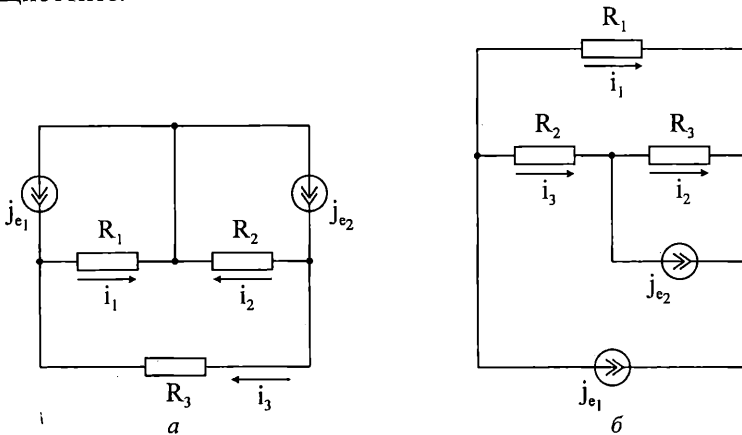 R₁
i₁
R₂
R₃
i₃
i₂
jₑ₂
jₑ₁
б
jₑ₁
jₑ₂
R₁
R₂
i₁
i₂
R₃
i₃
а